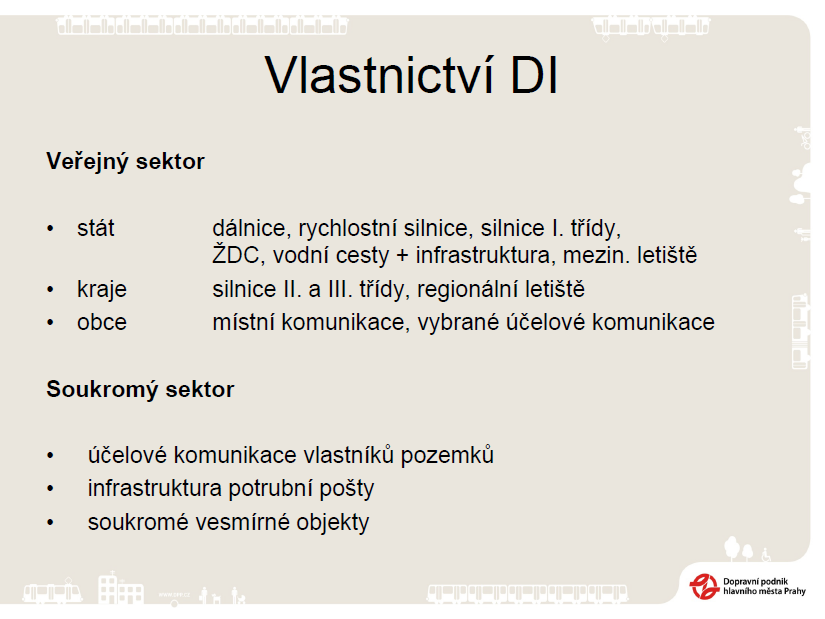 Vlastnictví DI
Veřejný sektor
• stát dálnice, rychlostní silnice, silnice I. třídy,
ŽDC, vodní cesty + infrastruktura, mezin. letiště
• kraje silnice II. a III. třídy, regionální letiště
• obce místní komunikace, vybrané účelové komunikace
Soukromý sektor
• účelové komunikace vlastníků pozemků
• infrastruktura potrubní pošty
• soukromé vesmírné objekty
Dopravní podnik
hlavního města Prahy